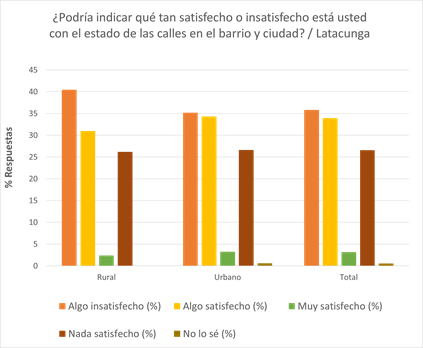 ¿Podría indicar qué tan satisfecho o insatisfecho está usted
con el estado de las calles en el barrio y ciudad? / Latacunga
45
40
35
30
25
20
15
10
5
0
% Respuestas
Rural Urbano Total
Algo insatisfecho (%) Algo satisfecho (%) Muy satisfecho (%)
Nada satisfecho (%) No lo sé (%)